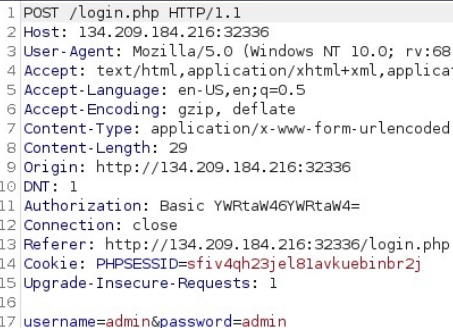 1 POST /login.php HTTP/1.1
2 Host: 134.209.184.216:32336
3 User-Agent: Mozilla/5.0 (Windows NT 10.0; rv:68
4 Accept: text/html,application/xhtml+xml,applicat
5 Accept-Language: en-US,en;q=0.5
6 Accept-Encoding: gzip, deflate
7 Content-Type: application/x-www-form-urlencoded
8 Content-Length: 29
9 Origin: http://134.209.184.216:32336
10 DNT: 1
11 Authorization: Basic YWRtaW46YWRtaW4=
12 Connection: close
13 Referer: http://134.209.184.216:32336/login.php
14 Cookie: PHPSESSID=sfiv4qh23jel81avkuebinbr2j
15 Upgrade-Insecure-Requests: 1
16
17 username=admin&password=admin